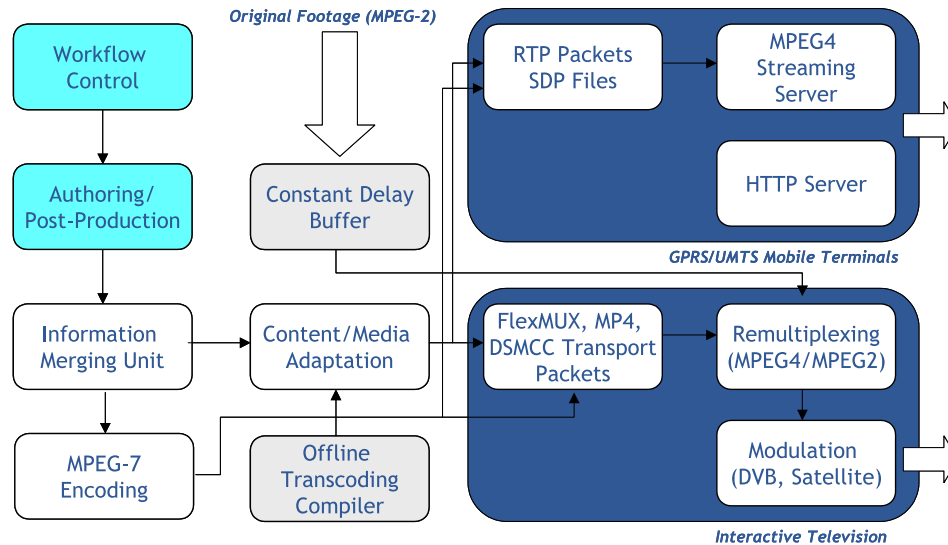 Original Footage (MPEG-2)
Workflow
Control
RTP Packets
SDP Files
MPEG4
Streaming
Server
Authoring/
Post-Production
Constant Delay
Buffer
HTTP Server
GPRS/UMTS Mobile Terminals
Information
Merging Unit
Content/Media
Adaptation
FlexMUX, MP4,
DSMCC Transport
Packets
Remultiplexing
(MPEG4/MPEG2)
MPEG-7
Encoding
Offline
Transcoding
Compiler
Modulation
(DVB, Satellite)
Interactive Television